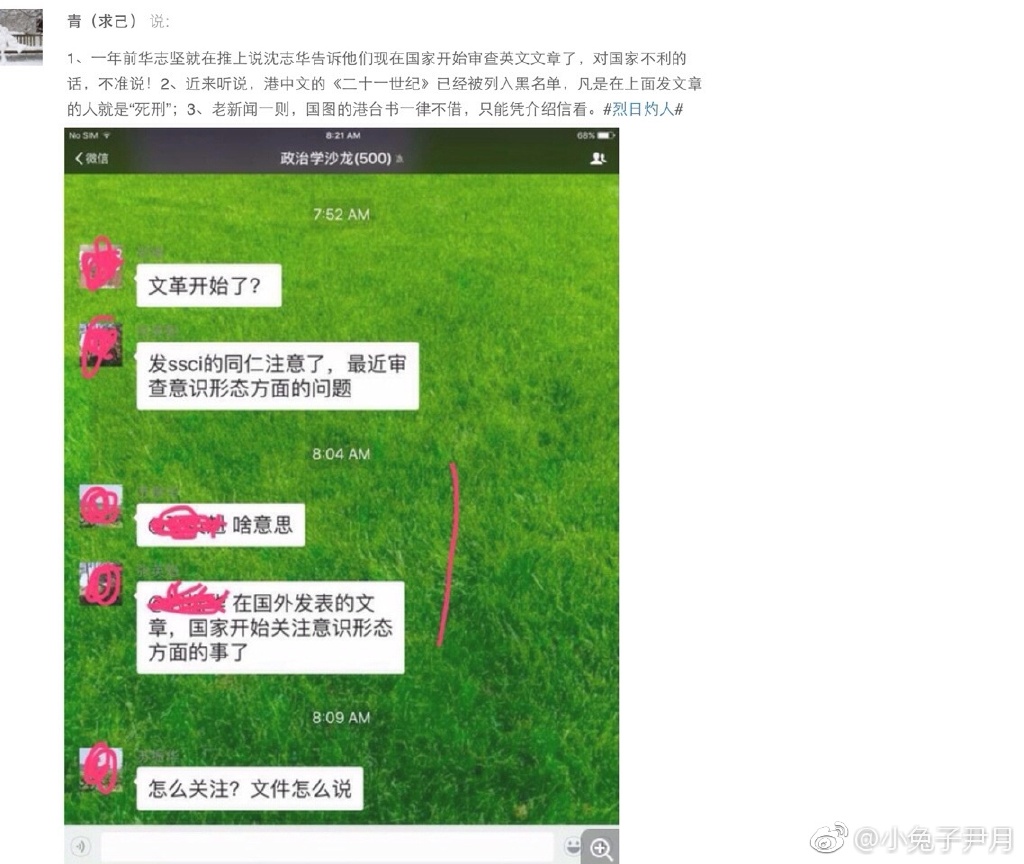 青（求己） 说:
1、一年前华志坚就在推上说沈志华告诉他们现在国家开始审查英文文章了，对国家不利的
话，不准说！2、近来听说，港中文的《二十一世纪》已经被列入黑名单，凡是在上面发文章
的人就是“死刑”；3、老新闻一则，国图的港台书一律不借，只能凭介绍信看。#烈日灼人#
No SIM 8:21 AM 68%
微信 政治学沙龙(500)
7:52 AM
文革开始了？
发ssci的同仁注意了，最近审
查意识形态方面的问题
8:04 AM
啥意思
在国外发表的文
章，国家开始关注意识形态
方面的事了
8:09 AM
怎么关注？文件怎么说
@小兔子尹月